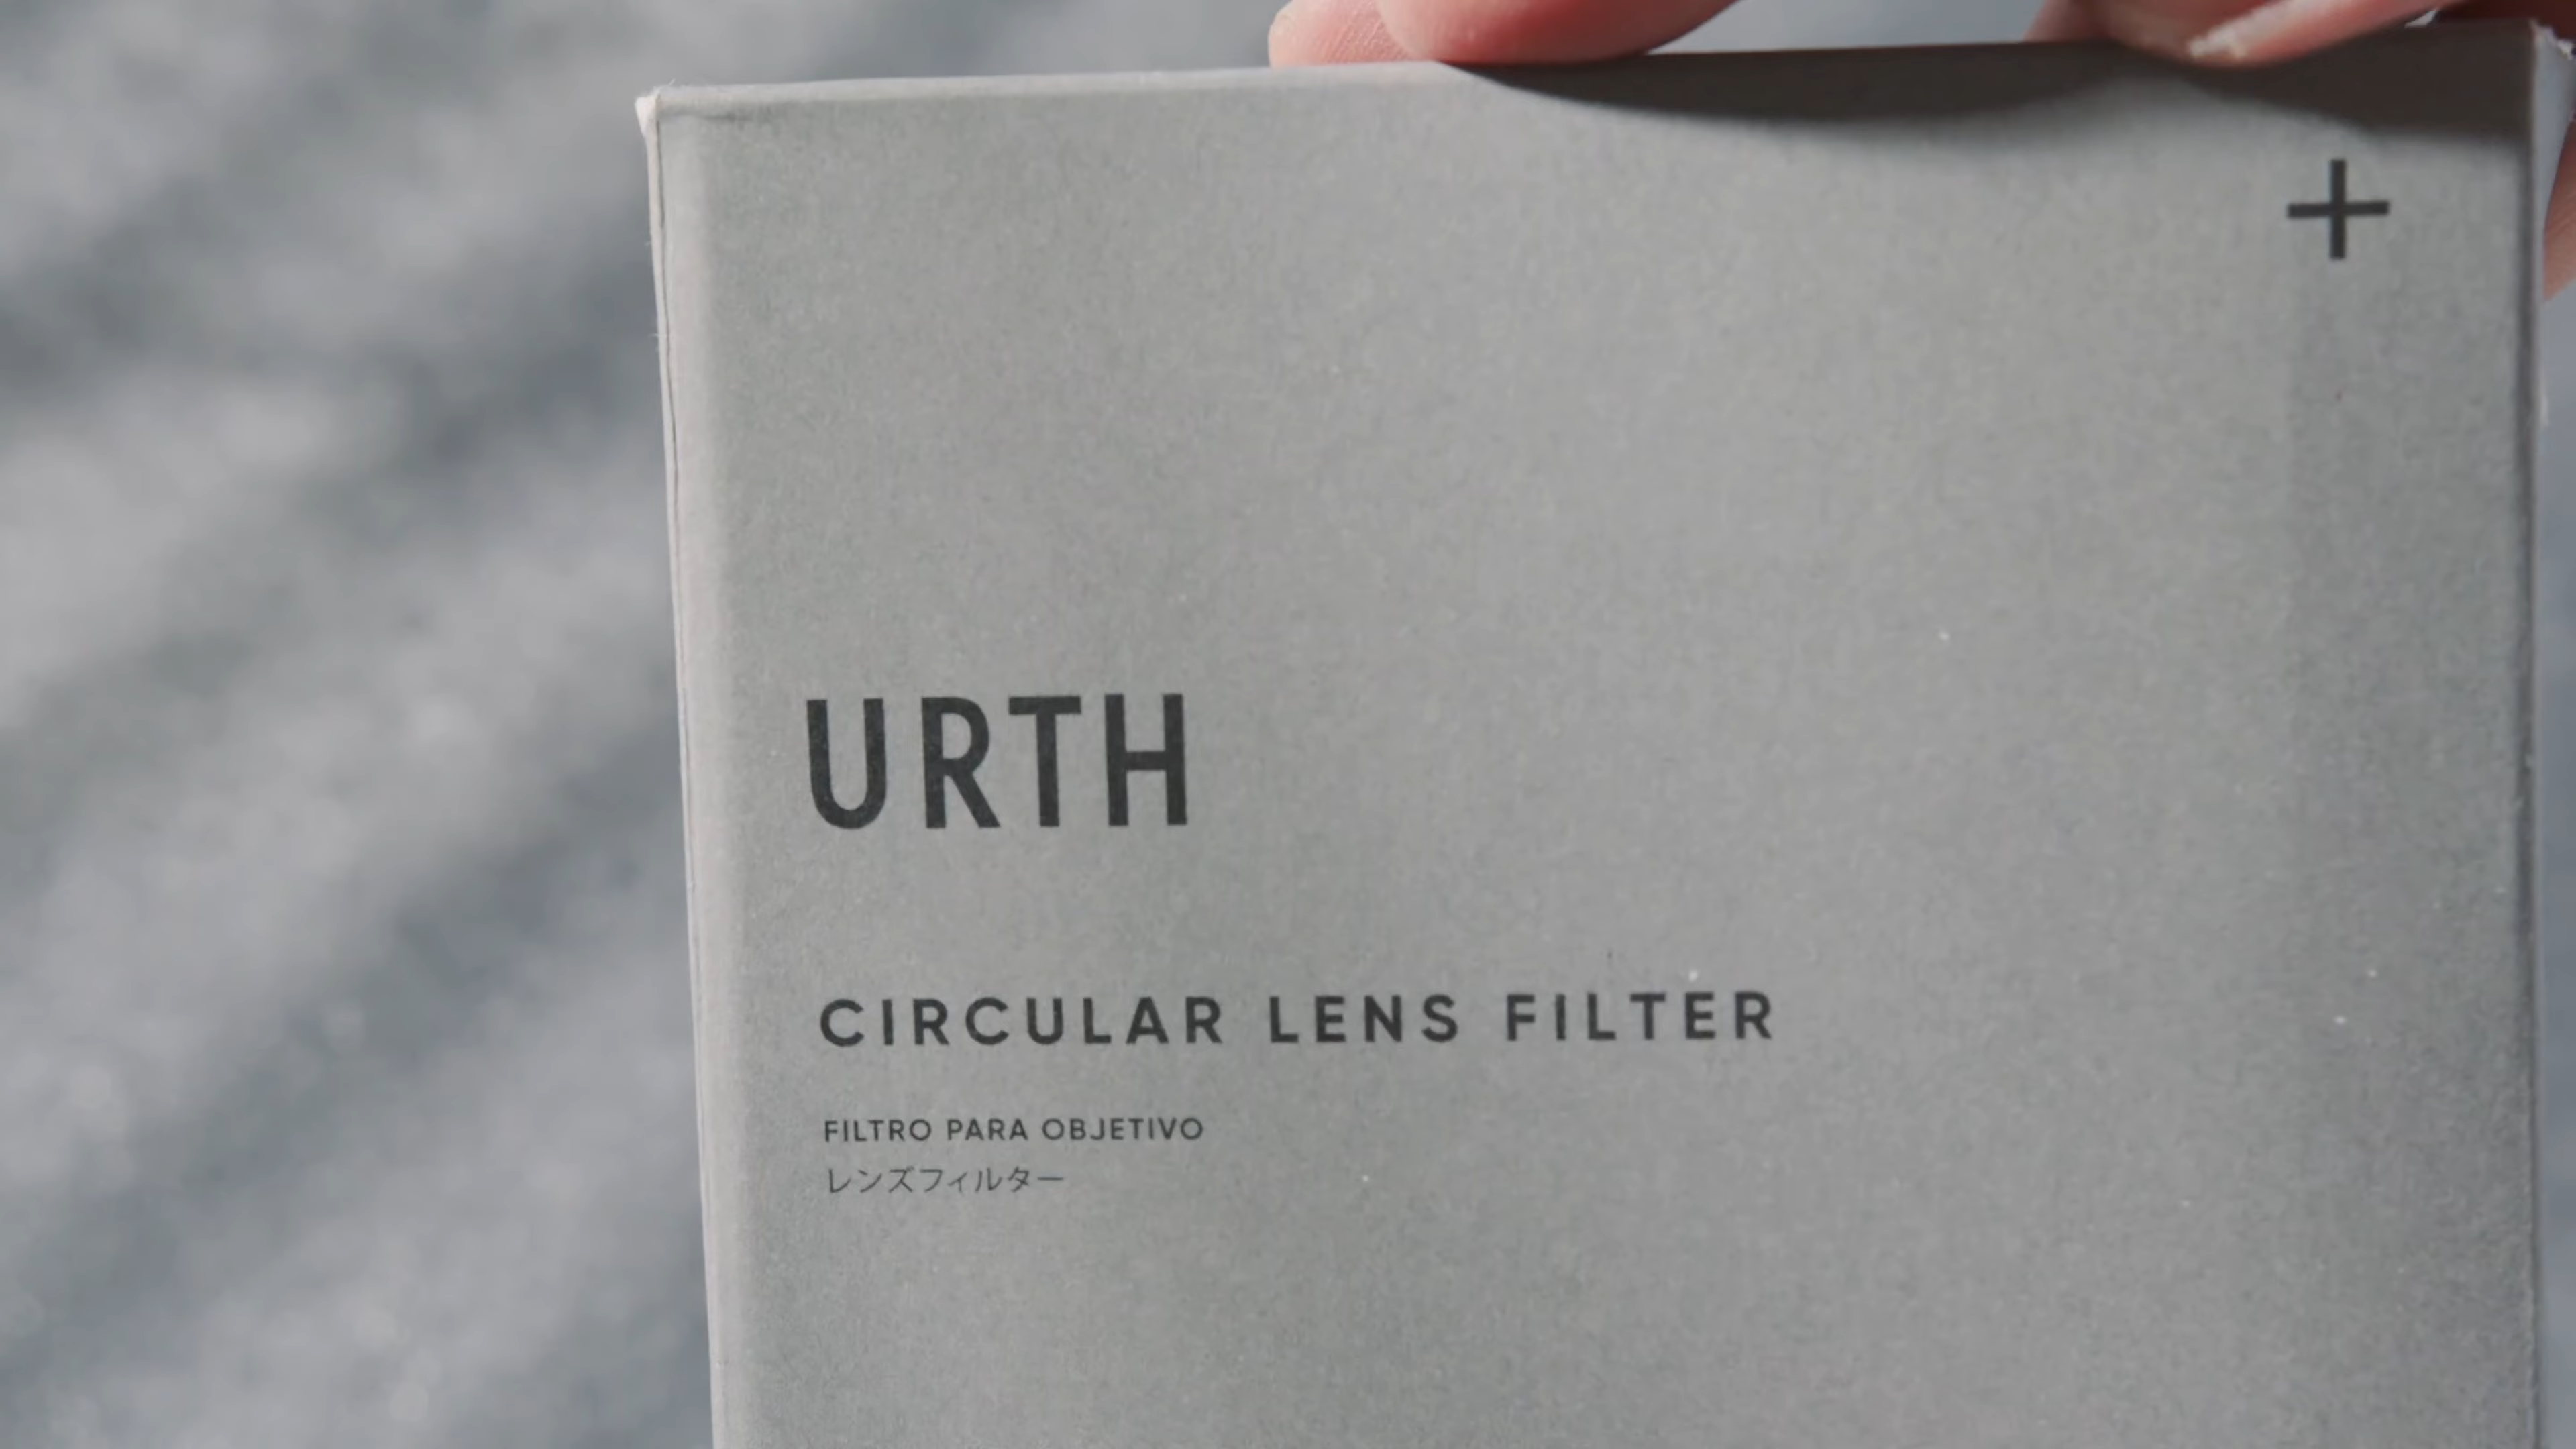 +
URTH
CIRCULAR LENS FILTER
FILTRO PARA OBJETIVO
レンズフィルター